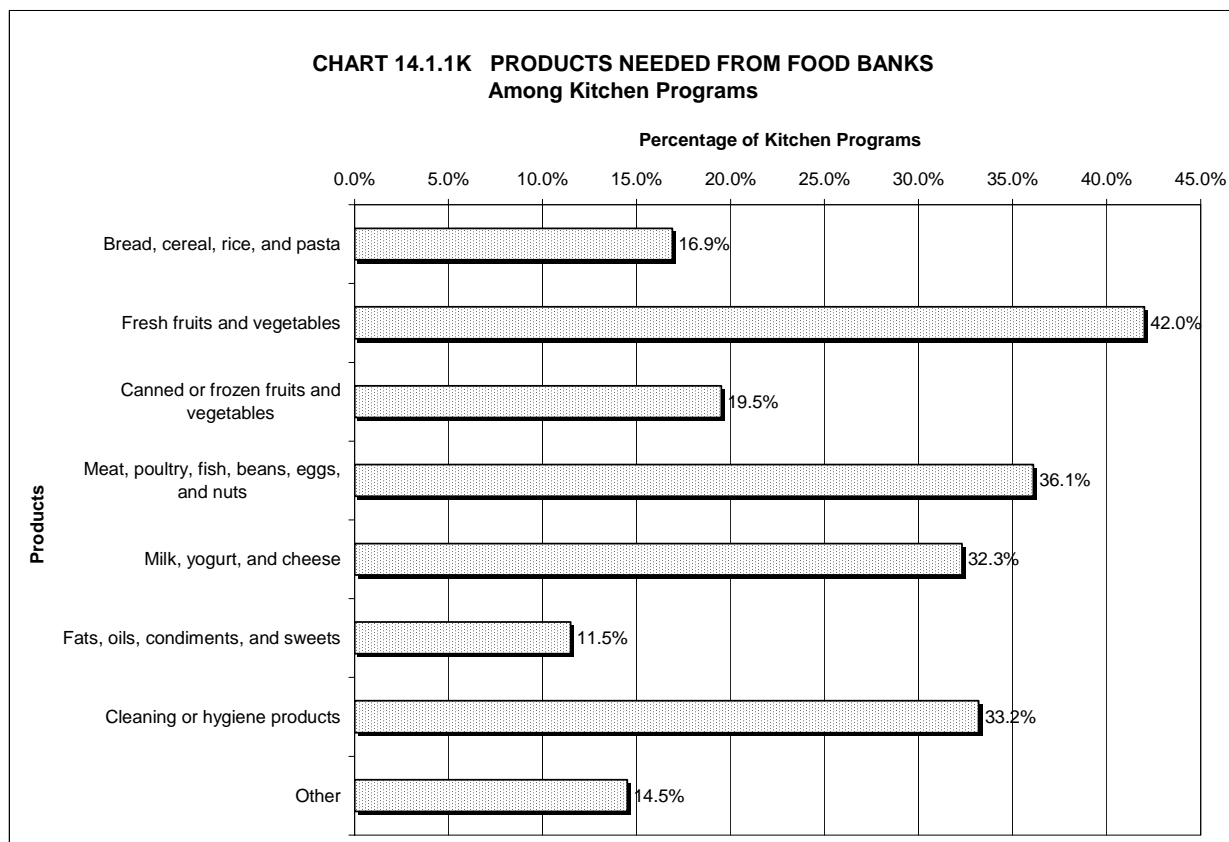 CHART 14.1.1K PRODUCTS NEEDED FROM FOOD BANKS
Among Kitchen Programs
Percentage of Kitchen Programs
0.0% 5.0% 10.0% 15.0% 20.0% 25.0% 30.0% 35.0% 40.0% 45.0%
Products
Bread, cereal, rice, and pasta 16.9%
Fresh fruits and vegetables 42.0%
Canned or frozen fruits and
vegetables 19.5%
Meat, poultry, fish, beans, eggs,
and nuts 36.1%
Milk, yogurt, and cheese 32.3%
Fats, oils, condiments, and sweets 11.5%
Cleaning or hygiene products 33.2%
Other 14.5%